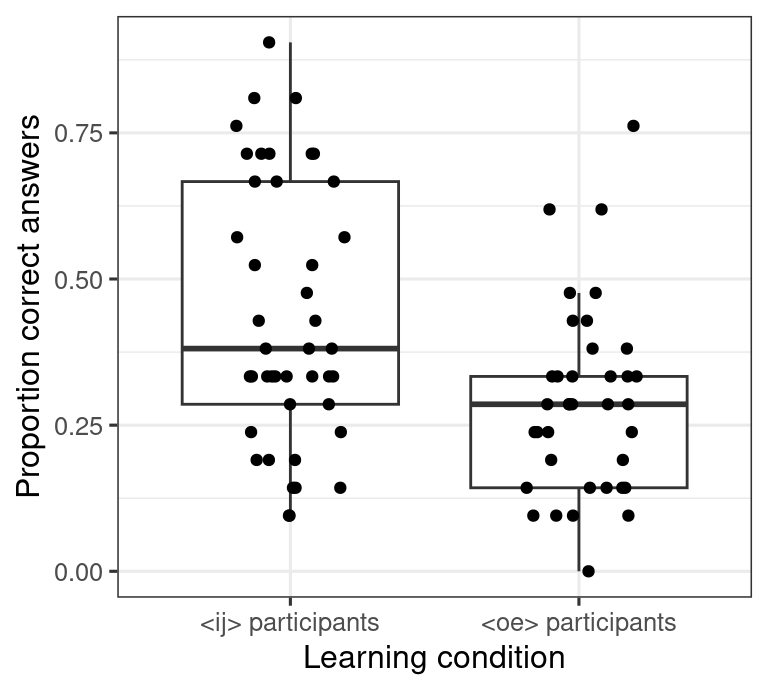 Proportion correct answers
0.75
0.50
0.25
0.00
<ij> participants
<oe> participants
Learning condition